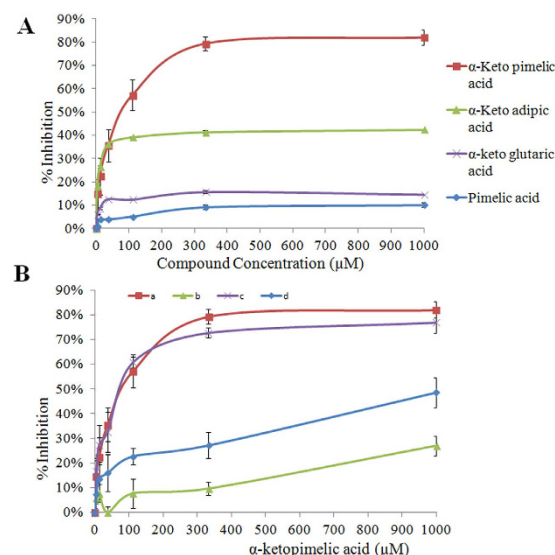 A
90%
80%
70%
60%
50%
40%
30%
20%
10%
0%
% Inhibition
0 100 200 300 400 500 600 700 800 900 1000
Compound Concentration (µM)
α-Keto pimelic
acid
α-Keto adipic
acid
α-keto glutaric
acid
Pimelic acid
B
a b c d
90%
80%
70%
60%
50%
40%
30%
20%
10%
0%
% Inhibition
0 100 200 300 400 500 600 700 800 900 1000
α-ketopimelic acid (µM)